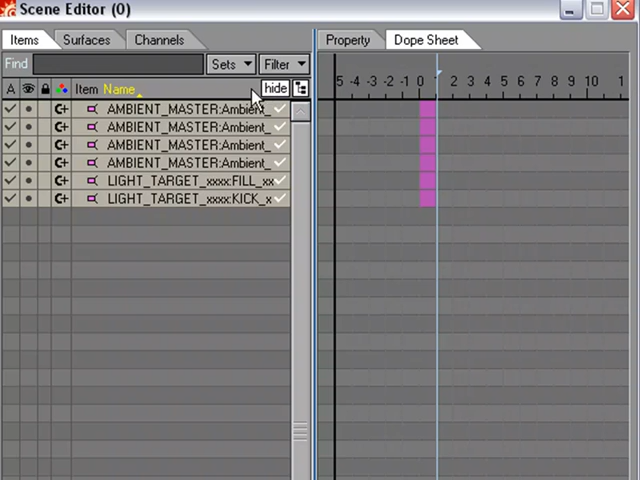 Scene Editor (0)
Items Surfaces Channels Property Dope Sheet
Find Sets Filter
A Item Name hide 5 -4 -3 -2 -1 0 2 3 4 5 6 7 8 9 10 1
AMBIENT_MASTER:Ambient_
AMBIENT_MASTER:Ambient_
AMBIENT_MASTER:Ambient_
AMBIENT_MASTER:Ambient_
LIGHT_TARGET_xxxx:FILL_xx
LIGHT_TARGET_xxxx:KICK_x